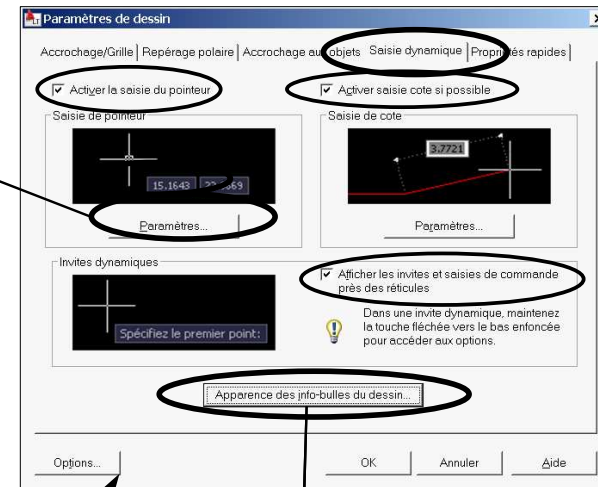 Paramètres de dessin
Accrochage/Grille Repérage polaire Accrochage aux objets Saisie dynamique Propriétés rapides
Activer la saisie du pointeur
Activer saisie cote si possible
Saisie de pointeur
Saisie de cote
15.1643
3.7721
Paramètres...
Paramètres...
Invites dynamiques
Spécifiez le premier point:
Afficher les invites et saisies de commande
près des réticules
Dans une invite dynamique, maintenez
la touche fléchée vers le bas enfoncée
pour accéder aux options.
Apparence des info-bulles du dessin...
Options...
OK
Annuler
Aide